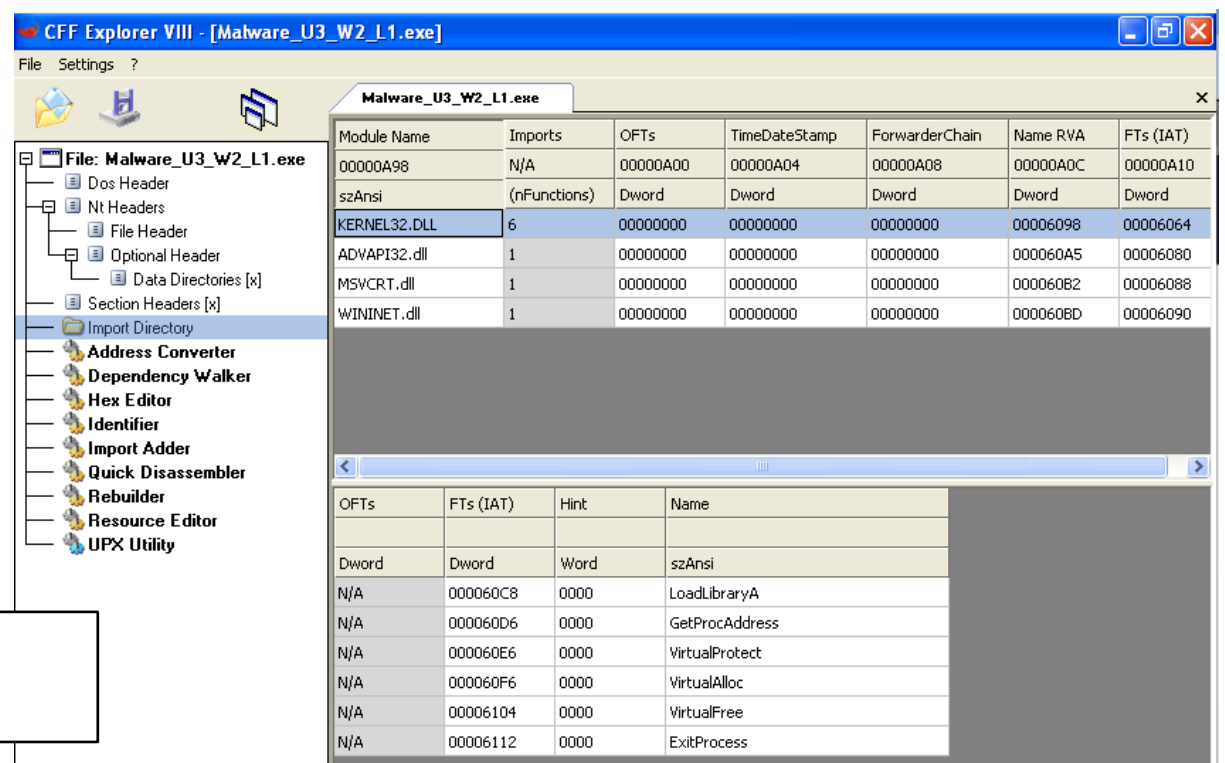 CFF Explorer VIII - [Malware_U3_W2_L1.exe]
File Settings ?
Malware_U3_W2_L1.exe
File: Malware_U3_W2_L1.exe
Dos Header
Nt Headers
File Header
Optional Header
Data Directories [x]
Section Headers [x]
Import Directory
Address Converter
Dependency Walker
Hex Editor
Identifier
Import Adder
Quick Disassembler
Rebuilder
Resource Editor
UPX Utility
Module Name Imports OFTs TimeDateStamp ForwarderChain Name RVA FTs (IAT)
00000A98 N/A 00000A00 00000A04 00000A08 00000A0C 00000A10
szAnsi (nFunctions) Dword Dword Dword Dword Dword
KERNEL32.DLL 6 00000000 00000000 00000000 00006098 00006064
ADVAPI32.dll 1 00000000 00000000 00000000 000060A5 00006080
MSVCRT.dll 1 00000000 00000000 00000000 000060B2 00006088
WININET.dll 1 00000000 00000000 00000000 000060BD 00006090
OFTs FTs (IAT) Hint Name
Dword Dword Word szAnsi
N/A 000060C8 0000 LoadLibraryA
N/A 000060D6 0000 GetProcAddress
N/A 000060E6 0000 VirtualProtect
N/A 000060F6 0000 VirtualAlloc
N/A 00006104 0000 VirtualFree
N/A 00006112 0000 ExitProcess